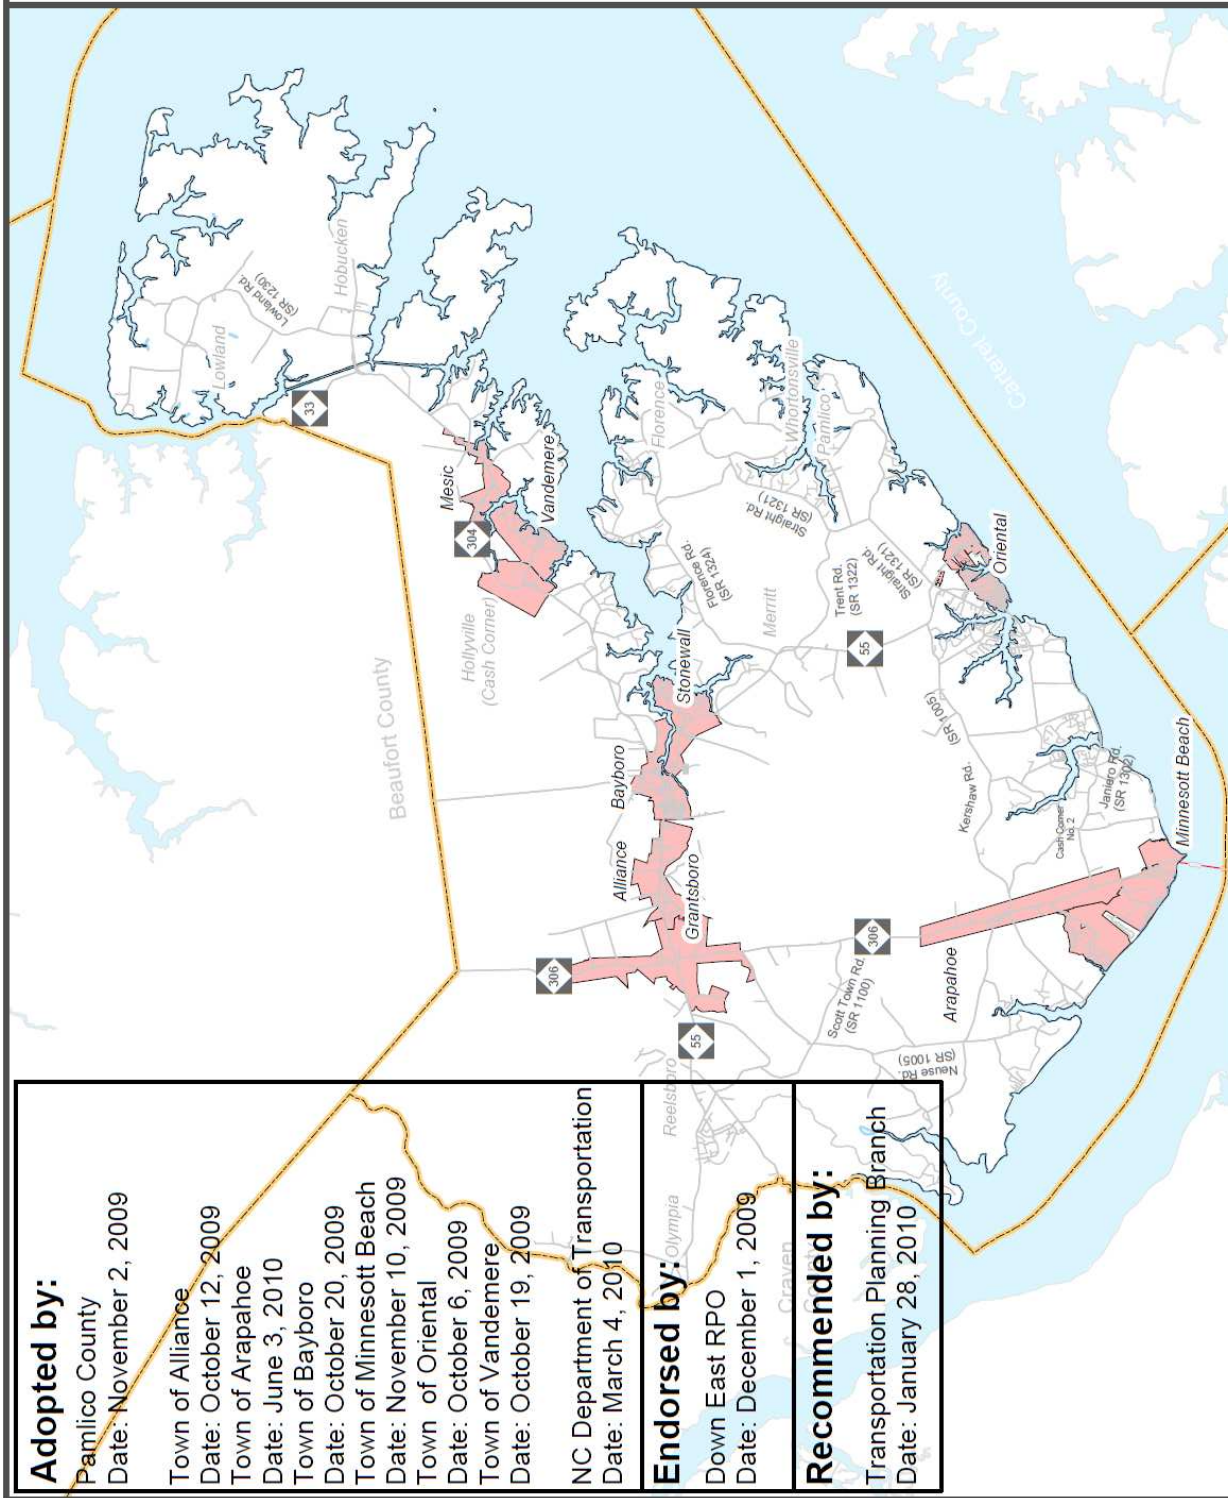 Adopted by:
Pamlico County
Date: November 2, 2009
Town of Alliance
Date: October 12, 2009
Town of Arapahoe
Date: June 3, 2010
Town of Bayboro
Date: October 20, 2009
Town of Minnesott Beach
Date: November 10, 2009
Town of Oriental
Date: October 6, 2009
Town of Vandemere
Date: October 19, 2009
NC Department of Transportation
Date: March 4, 2010
Endorsed by:
Down East RPO
Date: December 1, 2009
Recommended by:
Transportation Planning Branch
Date: January 28, 2010
Beaufort County
Lowland
Lowland Rd.
(SR 1230)
Hobucken
33
Mesic
304
Vandemere
Hollyville
(Cash Corner)
Florence
Whortonsville
Pamlico
Straight Rd.
(SR 1321)
Florence Rd.
(SR 1324)
Merritt
Trent Rd.
(SR 1322)
Straight Rd.
(SR 1321)
Oriental
55
Stonewall
Bayboro
Alliance
Grantsboro
306
55
Reelsboro
Olympia
Craven
306
Scott Town Rd.
(SR 1100)
Neuse Rd.
(SR 1005)
Arapahoe
Kershaw Rd.
(SR 1005)
Cash Corner
No. 2
Janiero Rd.
(SR 1302)
Minnesott Beach
Carteret County